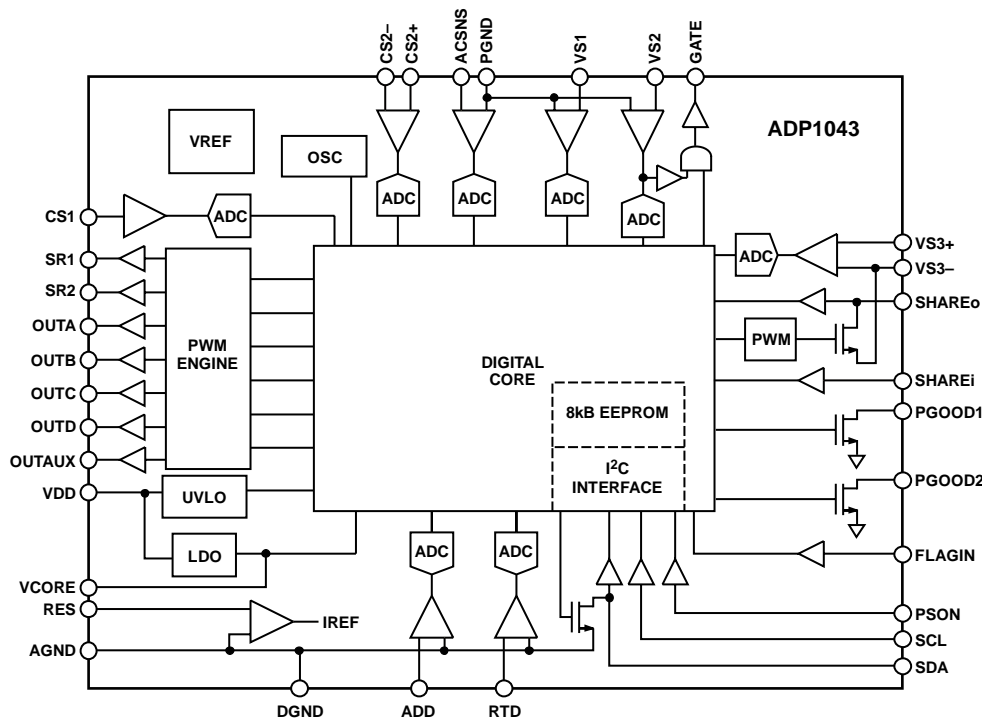 CS2–
CS2+
ACSNS
PGND
VS1
VS2
GATE
ADP1043
VREF
OSC
ADC
ADC
ADC
ADC
CS1
ADC
ADC
VS3+
VS3–
SR1
SR2
OUTA
OUTB
OUTC
OUTD
OUTAUX
PWM
ENGINE
DIGITAL
CORE
8kB EEPROM
I²C
INTERFACE
SHAREo
PWM
SHAREi
PGOOD1
PGOOD2
VDD
UVLO
LDO
ADC
ADC
FLAGIN
VCORE
RES
IREF
AGND
PSON
SCL
SDA
DGND
ADD
RTD